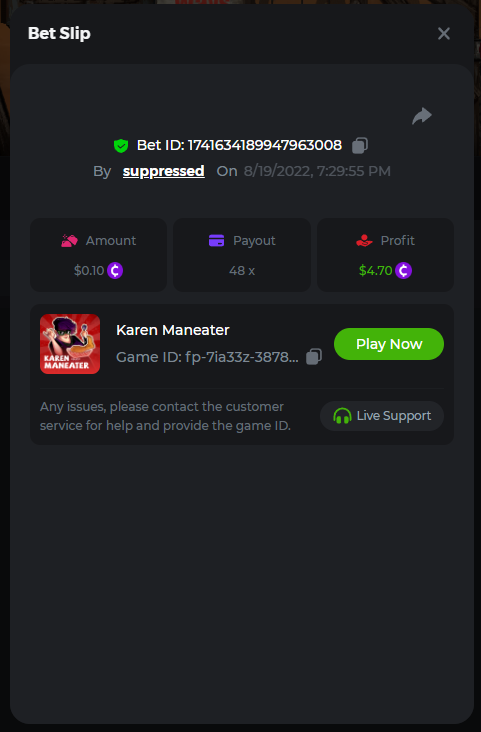 Bet Slip
Bet ID: 1741634189947963008
By suppressed On 8/19/2022, 7:29:55 PM
Amount
Payout
Profit
$0.10
48 x
$4.70
KAREN
MANEATER
Karen Maneater
Game ID: fp-7ia33z-3878...
Play Now
Any issues, please contact the customer
service for help and provide the game ID.
Live Support